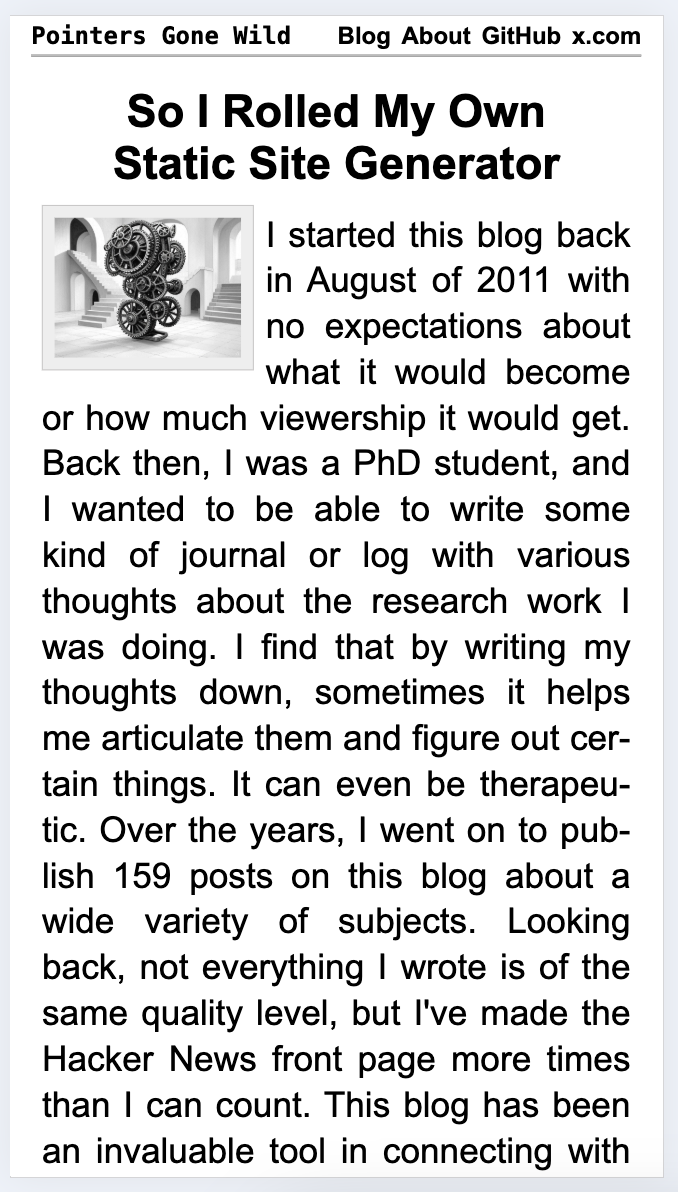 Pointers Gone Wild Blog About GitHub x.com
So I Rolled My Own
Static Site Generator
I started this blog back
in August of 2011 with
no expectations about
what it would become
or how much viewership it would get.
Back then, I was a PhD student, and
I wanted to be able to write some
kind of journal or log with various
thoughts about the research work I
was doing. I find that by writing my
thoughts down, sometimes it helps
me articulate them and figure out cer-
tain things. It can even be therapeu-
tic. Over the years, I went on to pub-
lish 159 posts on this blog about a
wide variety of subjects. Looking
back, not everything I wrote is of the
same quality level, but I've made the
Hacker News front page more times
than I can count. This blog has been
an invaluable tool in connecting with